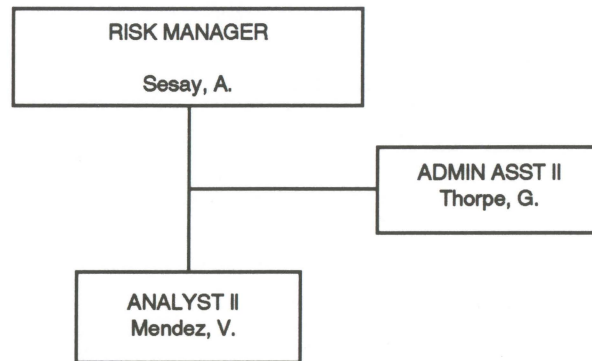 RISK MANAGER
Sesay, A.
ADMIN ASST II
Thorpe, G.
ANALYST II
Mendez, V.